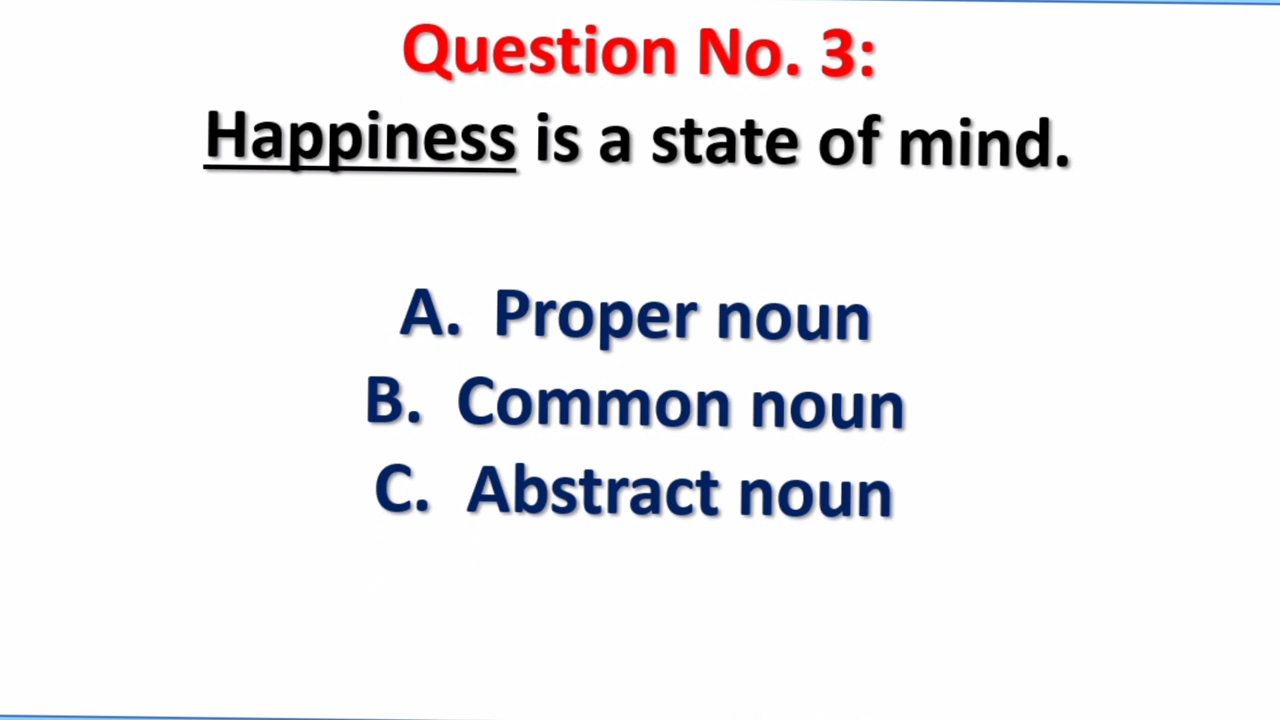 Question No. 3:
Happiness is a state of mind.
A. Proper noun
B. Common noun
C. Abstract noun